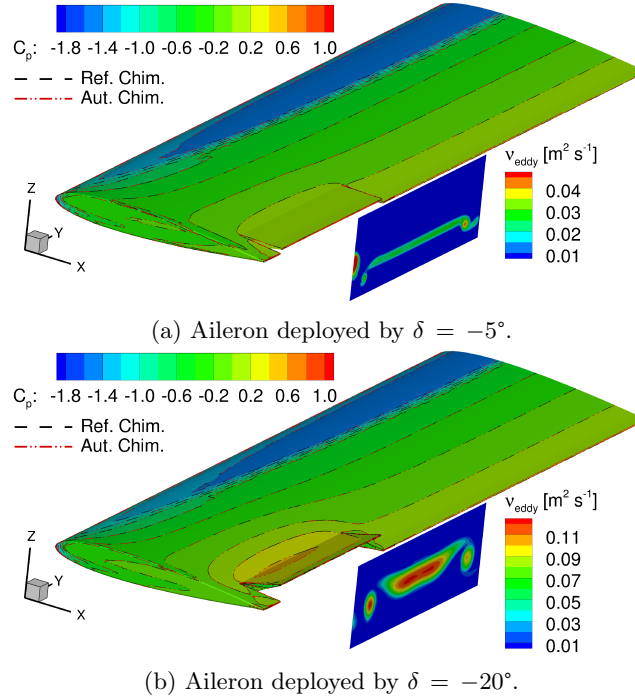 C_p: -1.8 -1.4 -1.0 -0.6 -0.2 0.2 0.6 1.0
Ref. Chim.
Aut. Chim.
ν_eddy [m² s⁻¹]
0.04
0.03
0.02
0.01
Z
Y
X
(a) Aileron deployed by δ = −5°.
C_p: -1.8 -1.4 -1.0 -0.6 -0.2 0.2 0.6 1.0
Ref. Chim.
Aut. Chim.
ν_eddy [m² s⁻¹]
0.11
0.09
0.07
0.05
0.03
0.01
Z
Y
X
(b) Aileron deployed by δ = −20°.